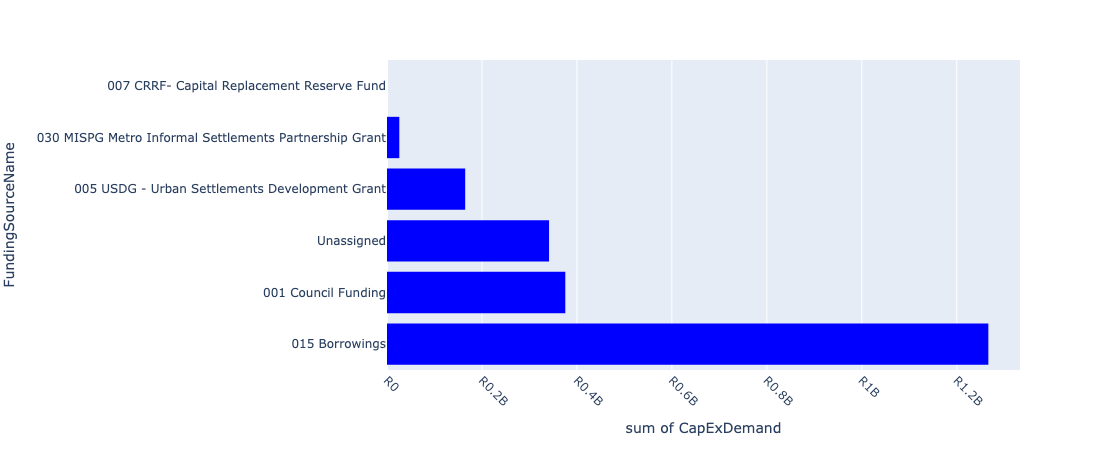 FundingSourceName
007 CRRF- Capital Replacement Reserve Fund
030 MISPG Metro Informal Settlements Partnership Grant
005 USDG - Urban Settlements Development Grant
Unassigned
001 Council Funding
015 Borrowings
R0
R0.2B
R0.4B
R0.6B
R0.8B
R1B
R1.2B
sum of CapExDemand